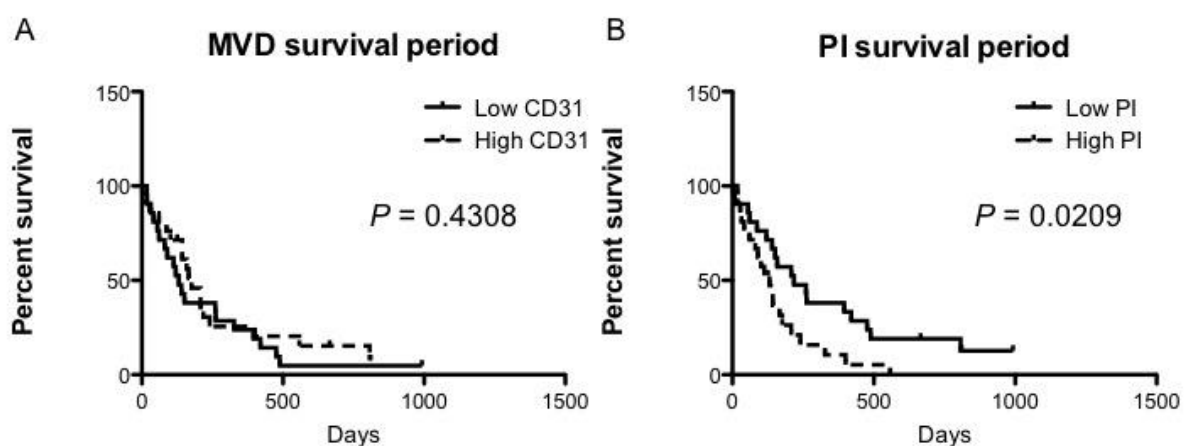 A
MVD survival period
Percent survival
150
100
50
0
Low CD31
High CD31
P = 0.4308
0 500 1000 1500
Days
B
PI survival period
Percent survival
150
100
50
0
Low PI
High PI
P = 0.0209
0 500 1000 1500
Days